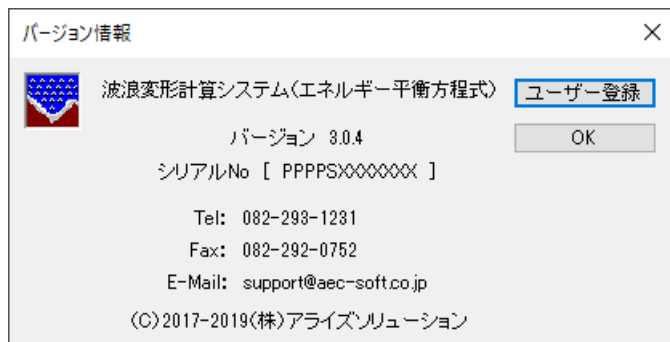 バージョン情報
波浪変形計算システム(エネルギー平衡方程式)
ユーザー登録
バージョン 3.0.4
OK
シリアルNo [ PPPPSXXXXXXX ]
Tel: 082-293-1231
Fax: 082-292-0752
E-Mail: support@aec-soft.co.jp
(C)2017-2019(株)アライズソリューション